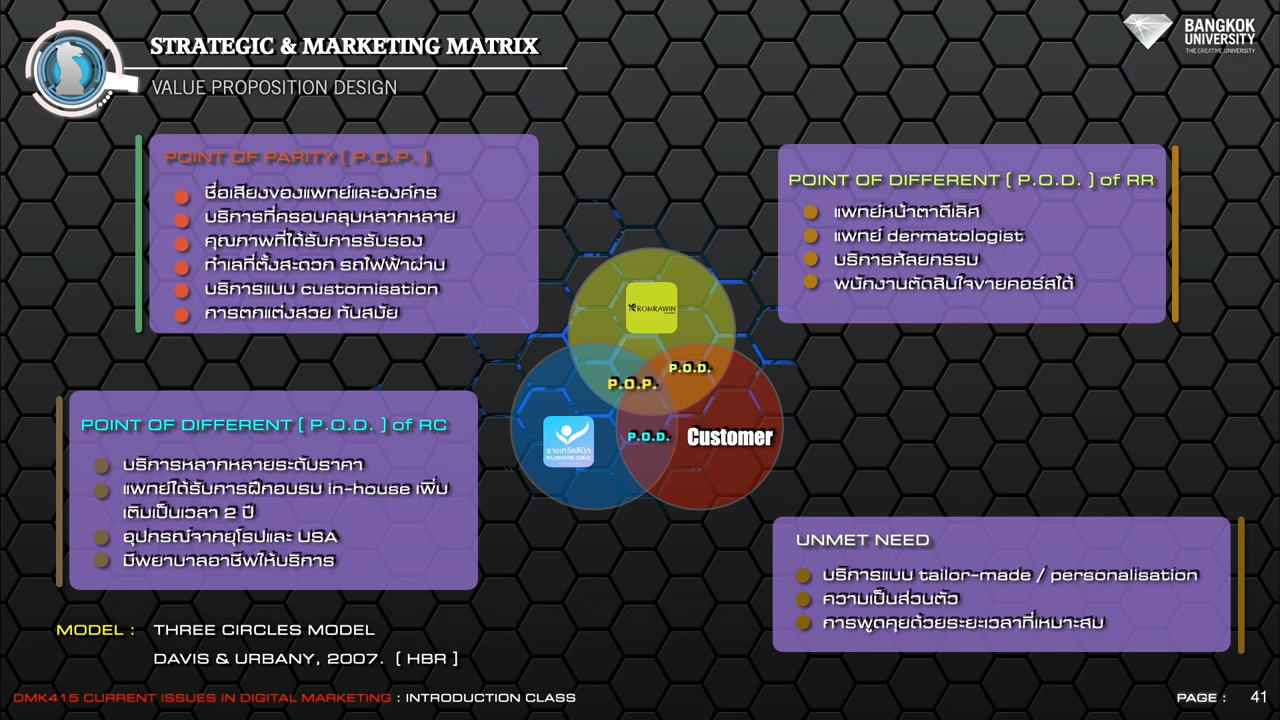 STRATEGIC & MARKETING MATRIX
VALUE PROPOSITION DESIGN
BANGKOK
UNIVERSITY
THE CREATIVE UNIVERSITY
POINT OF PARITY ( P.O.P. )
ชื่อเสียงของแพทย์และองค์กร
บริการที่ครอบคลุมหลากหลาย
คุณภาพที่ได้รับการรับรอง
ทำเลที่ตั้งสะดวก รถไฟฟ้าผ่าน
บริการแบบ customisation
การตกแต่งสวย ทันสมัย
POINT OF DIFFERENT ( P.O.D. ) of RR
แพทย์หน้าตาดีเลิศ
แพทย์ dermatologist
บริการศัลยกรรม
พนักงานตัดสินใจขายคอร์สได้
ROMRAWIN
P.O.D.
P.O.P.
P.O.D.
Customer
ราชเทวีคลินิก
RAJDHEVEE CLINIC
POINT OF DIFFERENT ( P.O.D. ) of RC
บริการหลากหลายระดับราคา
แพทย์ได้รับการฝึกอบรม in-house เพิ่ม
เติมเป็นเวลา 2 ปี
อุปกรณ์จากยุโรปและ USA
มีพยาบาลอาชีพให้บริการ
UNMET NEED
บริการแบบ tailor-made / personalisation
ความเป็นส่วนตัว
การพูดคุยด้วยระยะเวลาที่เหมาะสม
MODEL : THREE CIRCLES MODEL
DAVIS & URBANY, 2007. ( HBR )
DMK415 CURRENT ISSUES IN DIGITAL MARKETING : INTRODUCTION CLASS
PAGE : 41